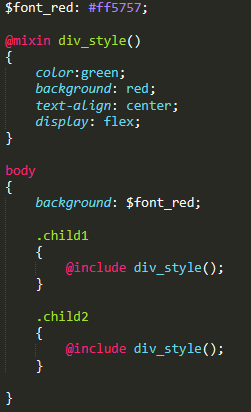 $font_red: #ff5757;
@mixin div_style()
{
color:green;
background: red;
text-align: center;
display: flex;
}
body
{
background: $font_red;
.child1
{
@include div_style();
}
.child2
{
@include div_style();
}
}